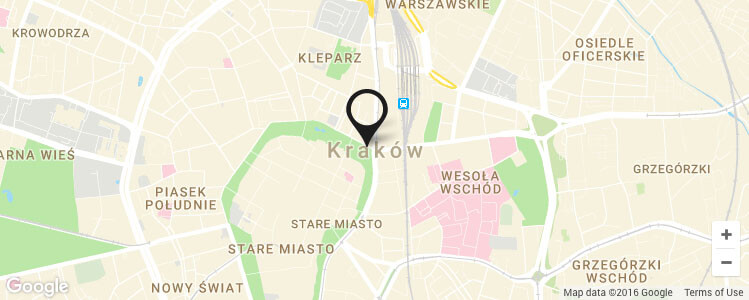 WARSZAWSKIE
KROWODRZA
KLEPARZ
OSIEDLE
OFICERSKIE
Kraków
ARNA WIEŚ
GRZEGÓRZKI
WESOŁA
WSCHÓD
PIASEK
POŁUDNIE
STARE MIASTO
STARE MIASTO
+
−
GRZEGÓRZKI
WSCHÓD
NOWY ŚWIAT
Google
Map data ©2016 Google Terms of Use